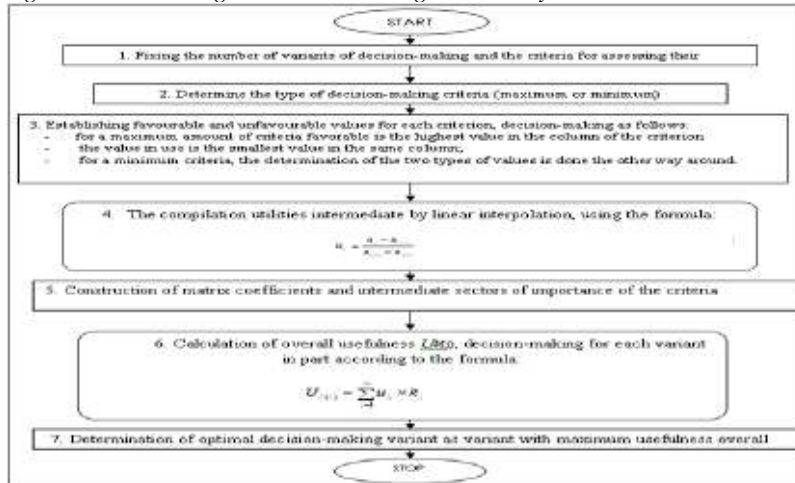 START
1. Fixing the number of variants of decision-making and the criteria for assessing their
2. Determine the type of decision-making criteria (maximum or minimum)
3. Establishing favourable and unfavourable values for each criterion, decision-making as follows:
- for a maximum amount of criteria favorable is the highest value in the column of the criterion
- the value in use is the smallest value in the same column,
- for a minimum criteria, the determination of the two types of values is done the other way around.
4. The compilation utilities intermediate by linear interpolation, using the formula:
5. Construction of matrix coefficients and intermediate sectors of importance of the criteria
6. Calculation of overall usefulness decision-making for each variant
in part according to the formula:
7. Determination of optimal decision-making variant as variant with maximum usefulness overall
STOP